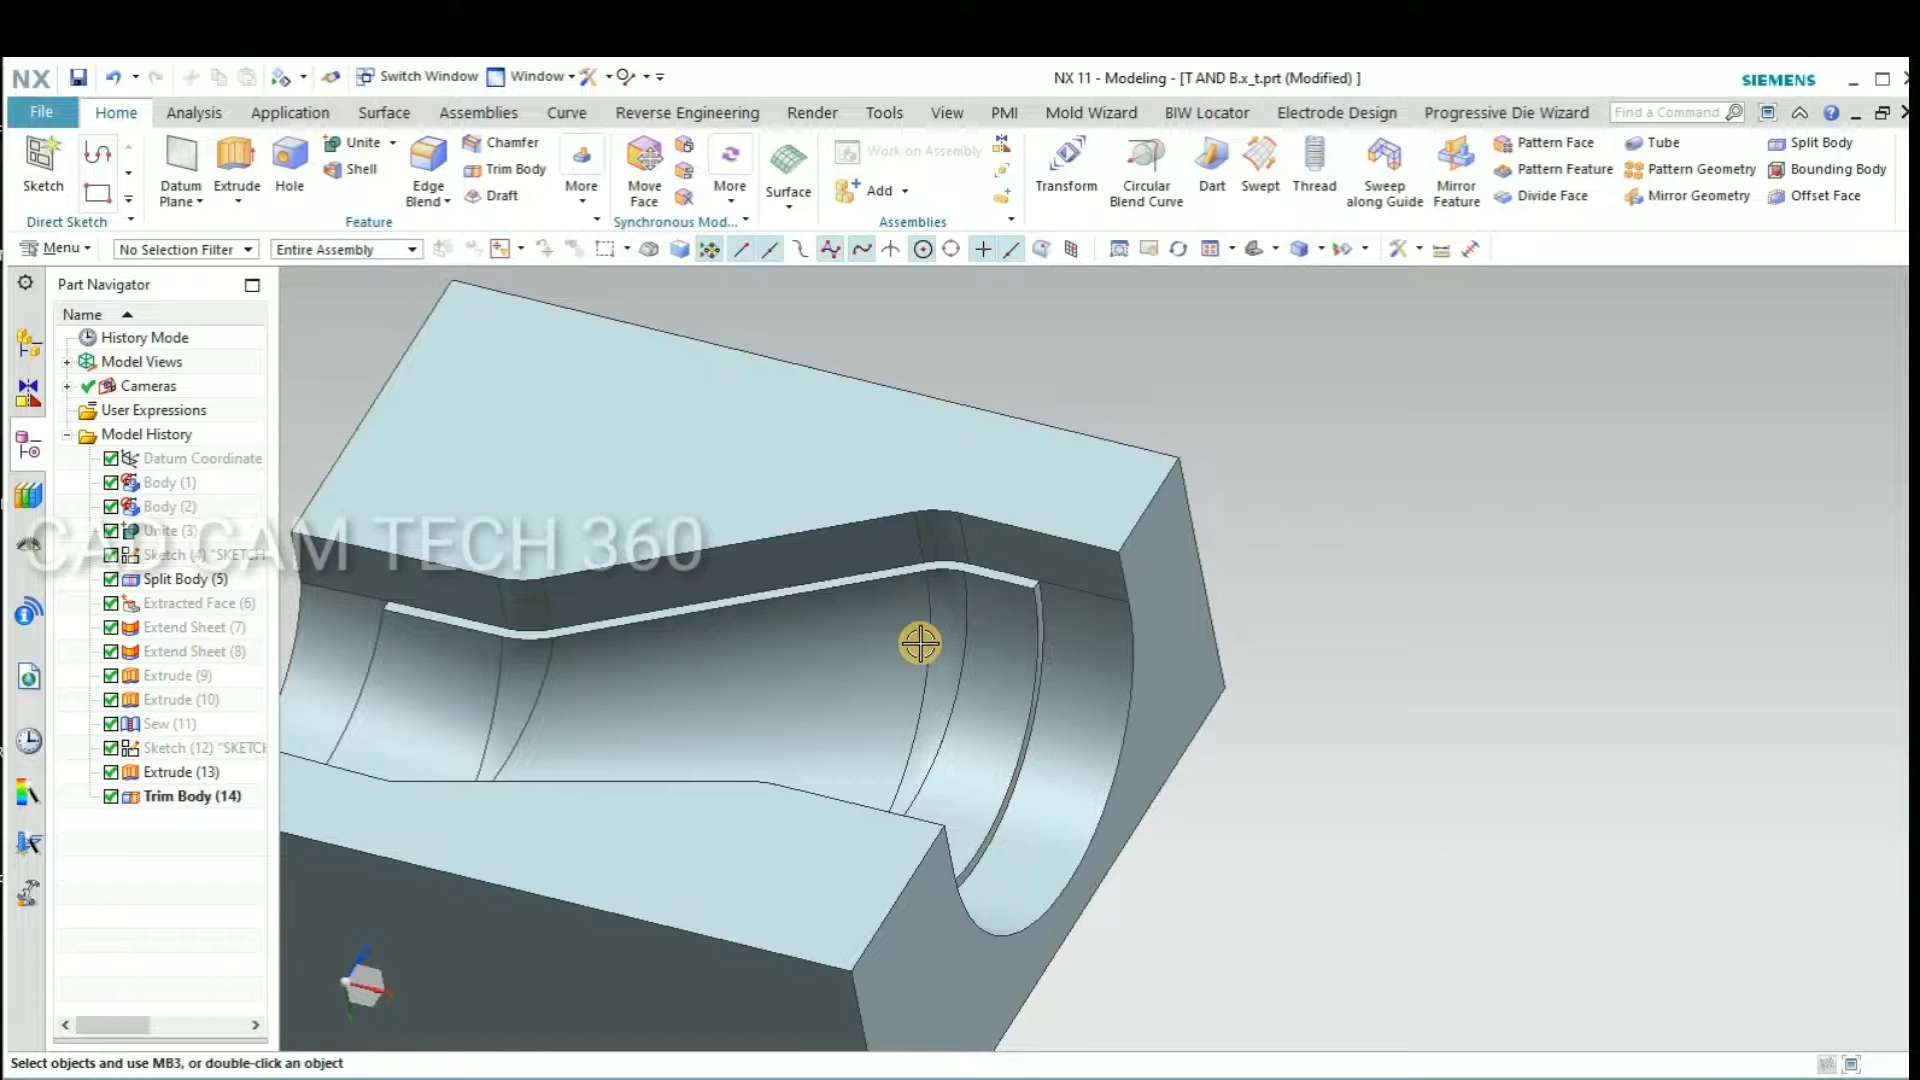 NX Switch Window Window NX 11 - Modeling - [T AND B.x_t.prt (Modified) ] SIEMENS
File Home Analysis Application Surface Assemblies Curve Reverse Engineering Render Tools View PMI Mold Wizard BIW Locator Electrode Design Progressive Die Wizard Find a Command
Unite Chamfer Work on Assembly Pattern Face Tube Split Body
Shell Trim Body Pattern Feature Pattern Geometry Bounding Body
Sketch Datum Plane Extrude Hole Edge Blend Draft More Move Face More Surface Add Transform Circular Blend Curve Dart Swept Thread Sweep along Guide Mirror Feature Divide Face Mirror Geometry Offset Face
Direct Sketch Feature Synchronous Mod... Assemblies
Menu No Selection Filter Entire Assembly
Part Navigator
Name
History Mode
Model Views
Cameras
User Expressions
Model History
Datum Coordinate
Body (1)
Body (2)
Unite (3)
Sketch (4) "SKETCH
CAD CAM TECH 360
Split Body (5)
Extracted Face (6)
Extend Sheet (7)
Extend Sheet (8)
Extrude (9)
Extrude (10)
Sew (11)
Sketch (12) "SKETCH
Extrude (13)
Trim Body (14)
Select objects and use MB3, or double-click an object